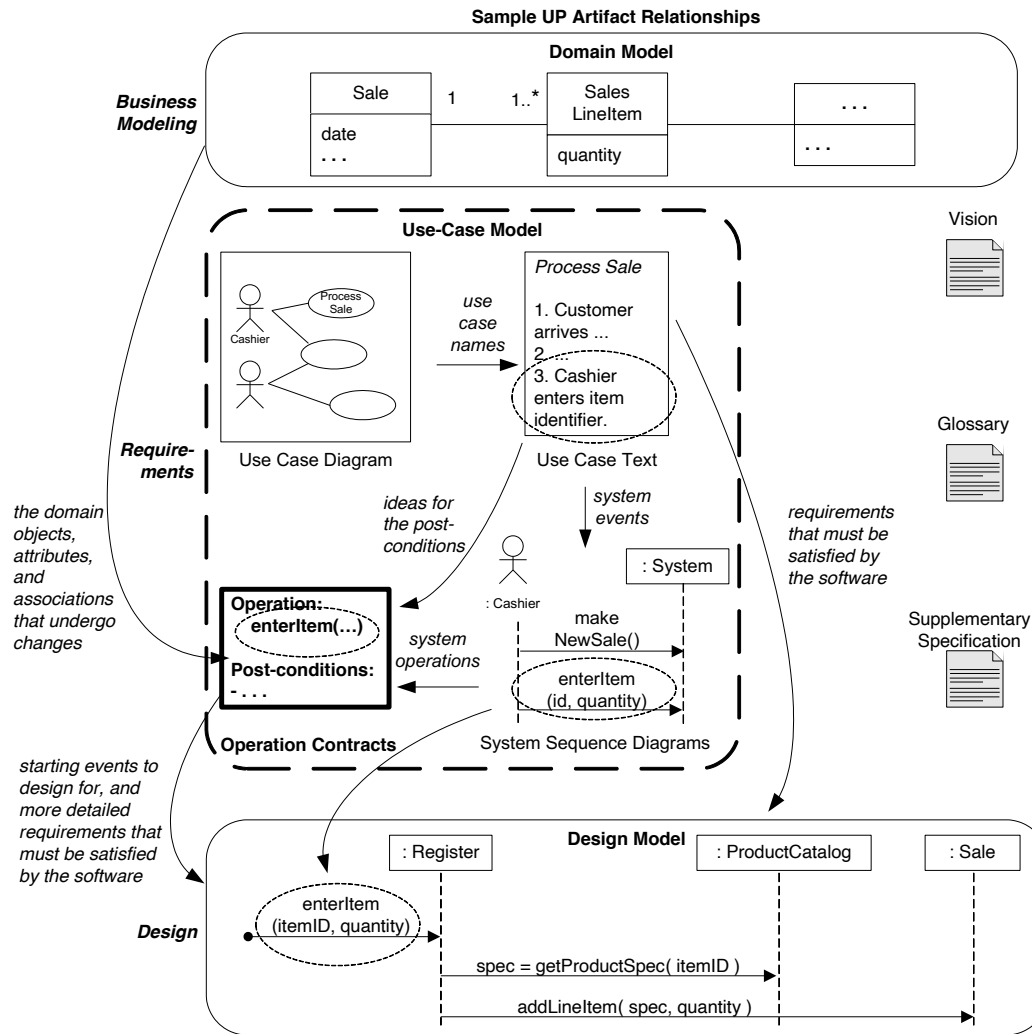 Sample UP Artifact Relationships
Domain Model
Business
Modeling
Sale
1
1..*
Sales
LineItem
. . .
date
. . .
quantity
. . .
Use-Case Model
Vision
Process
Sale
Cashier
use
case
names
Process Sale
1. Customer
arrives ...
2. ...
3. Cashier
enters item
identifier.
Use Case Diagram
Use Case Text
Glossary
Require-
ments
the domain
objects,
attributes,
and
associations
that undergo
changes
ideas for
the post-
conditions
system
events
requirements
that must be
satisfied by
the software
: Cashier
: System
Operation:
enterItem(…)
Post-conditions:
- . . .
system
operations
make
NewSale()
enterItem
(id, quantity)
Supplementary
Specification
Operation Contracts
System Sequence Diagrams
starting events to
design for, and
more detailed
requirements that
must be satisfied
by the software
Design Model
: Register
: ProductCatalog
: Sale
Design
enterItem
(itemID, quantity)
spec = getProductSpec( itemID )
addLineItem( spec, quantity )